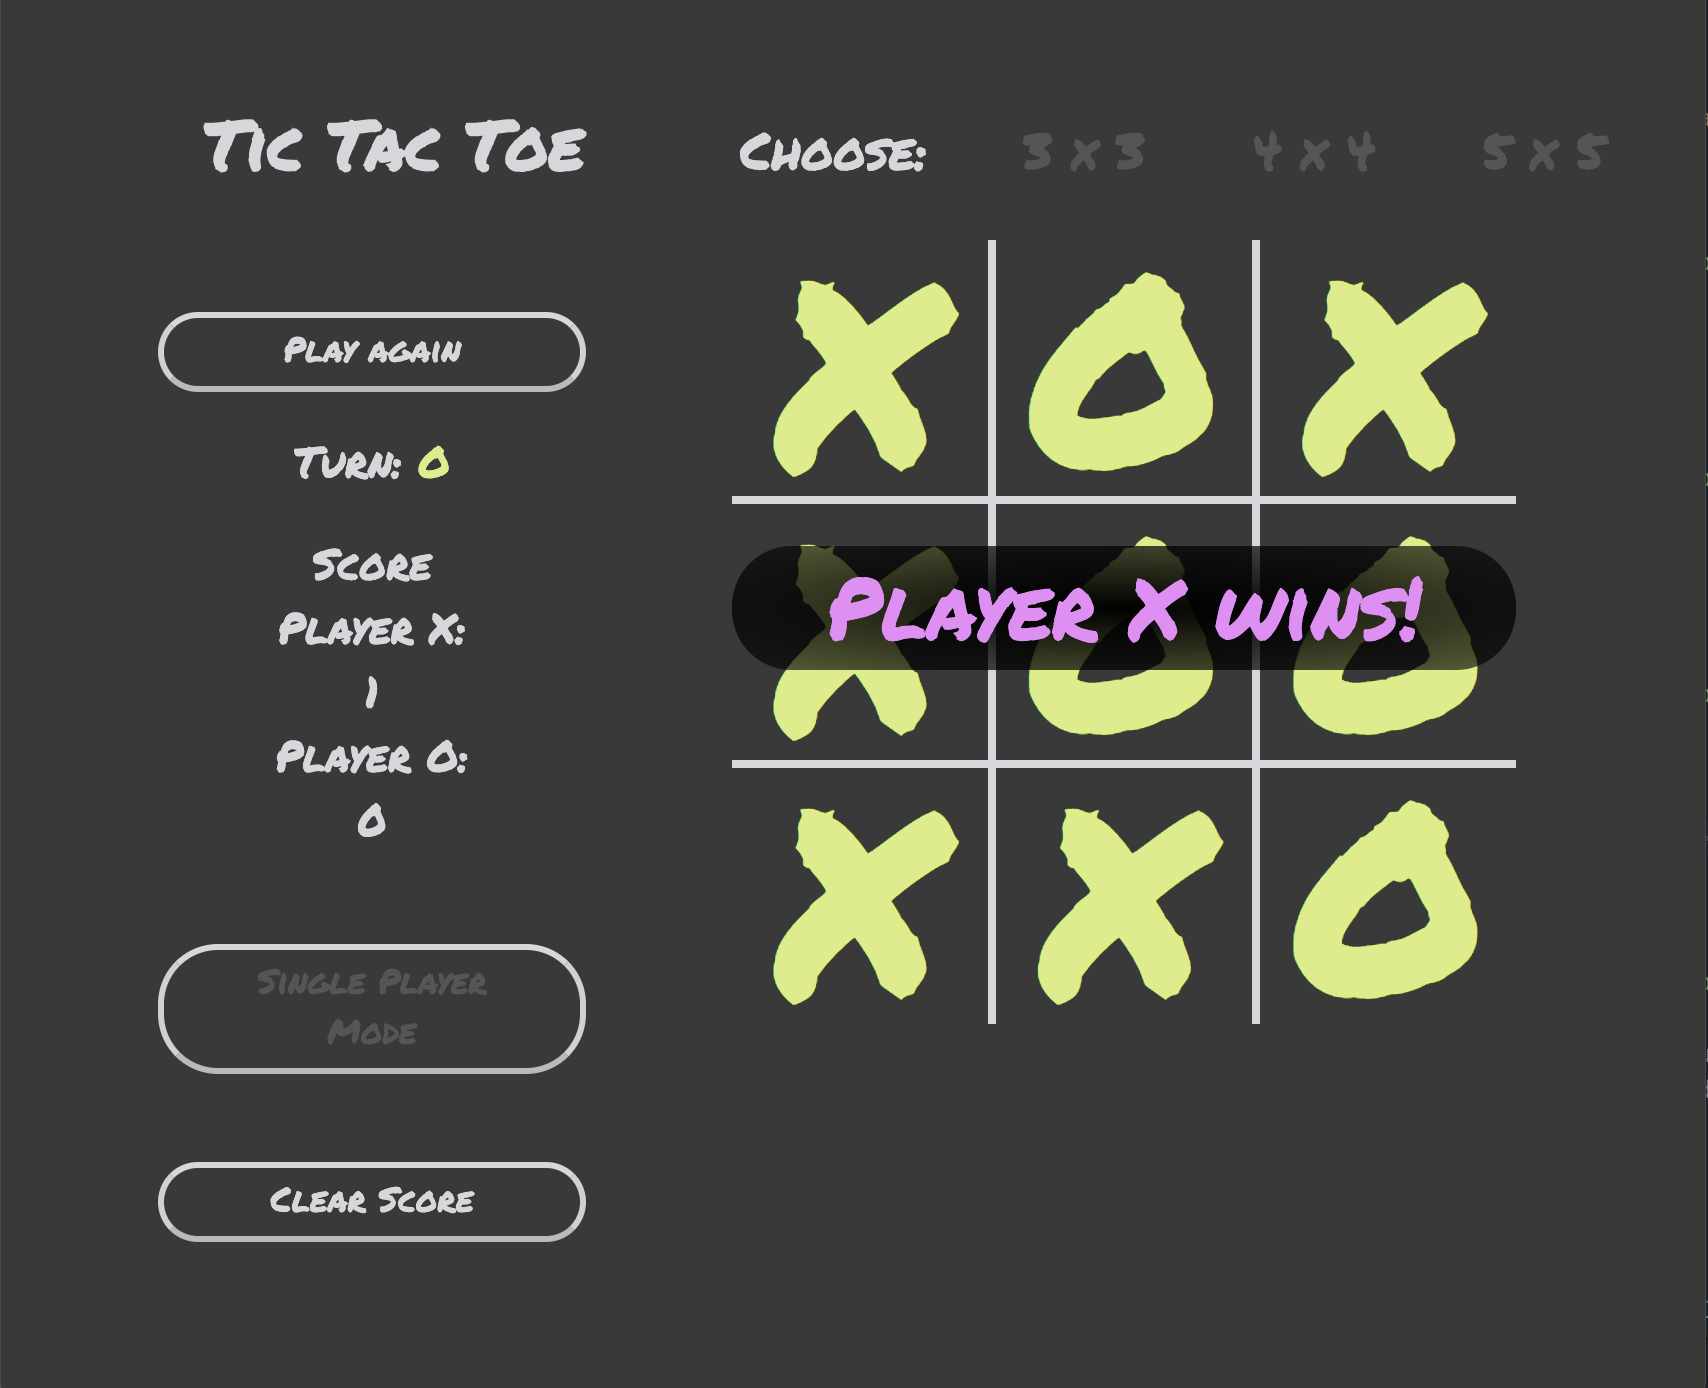 Tic Tac Toe
Choose: 3 x 3 4 x 4 5 x 5
Play again
Turn: O
Score
Player X:
1
Player O:
0
Single Player
Mode
Clear Score
X O X
X O O
Player X wins!
X X O